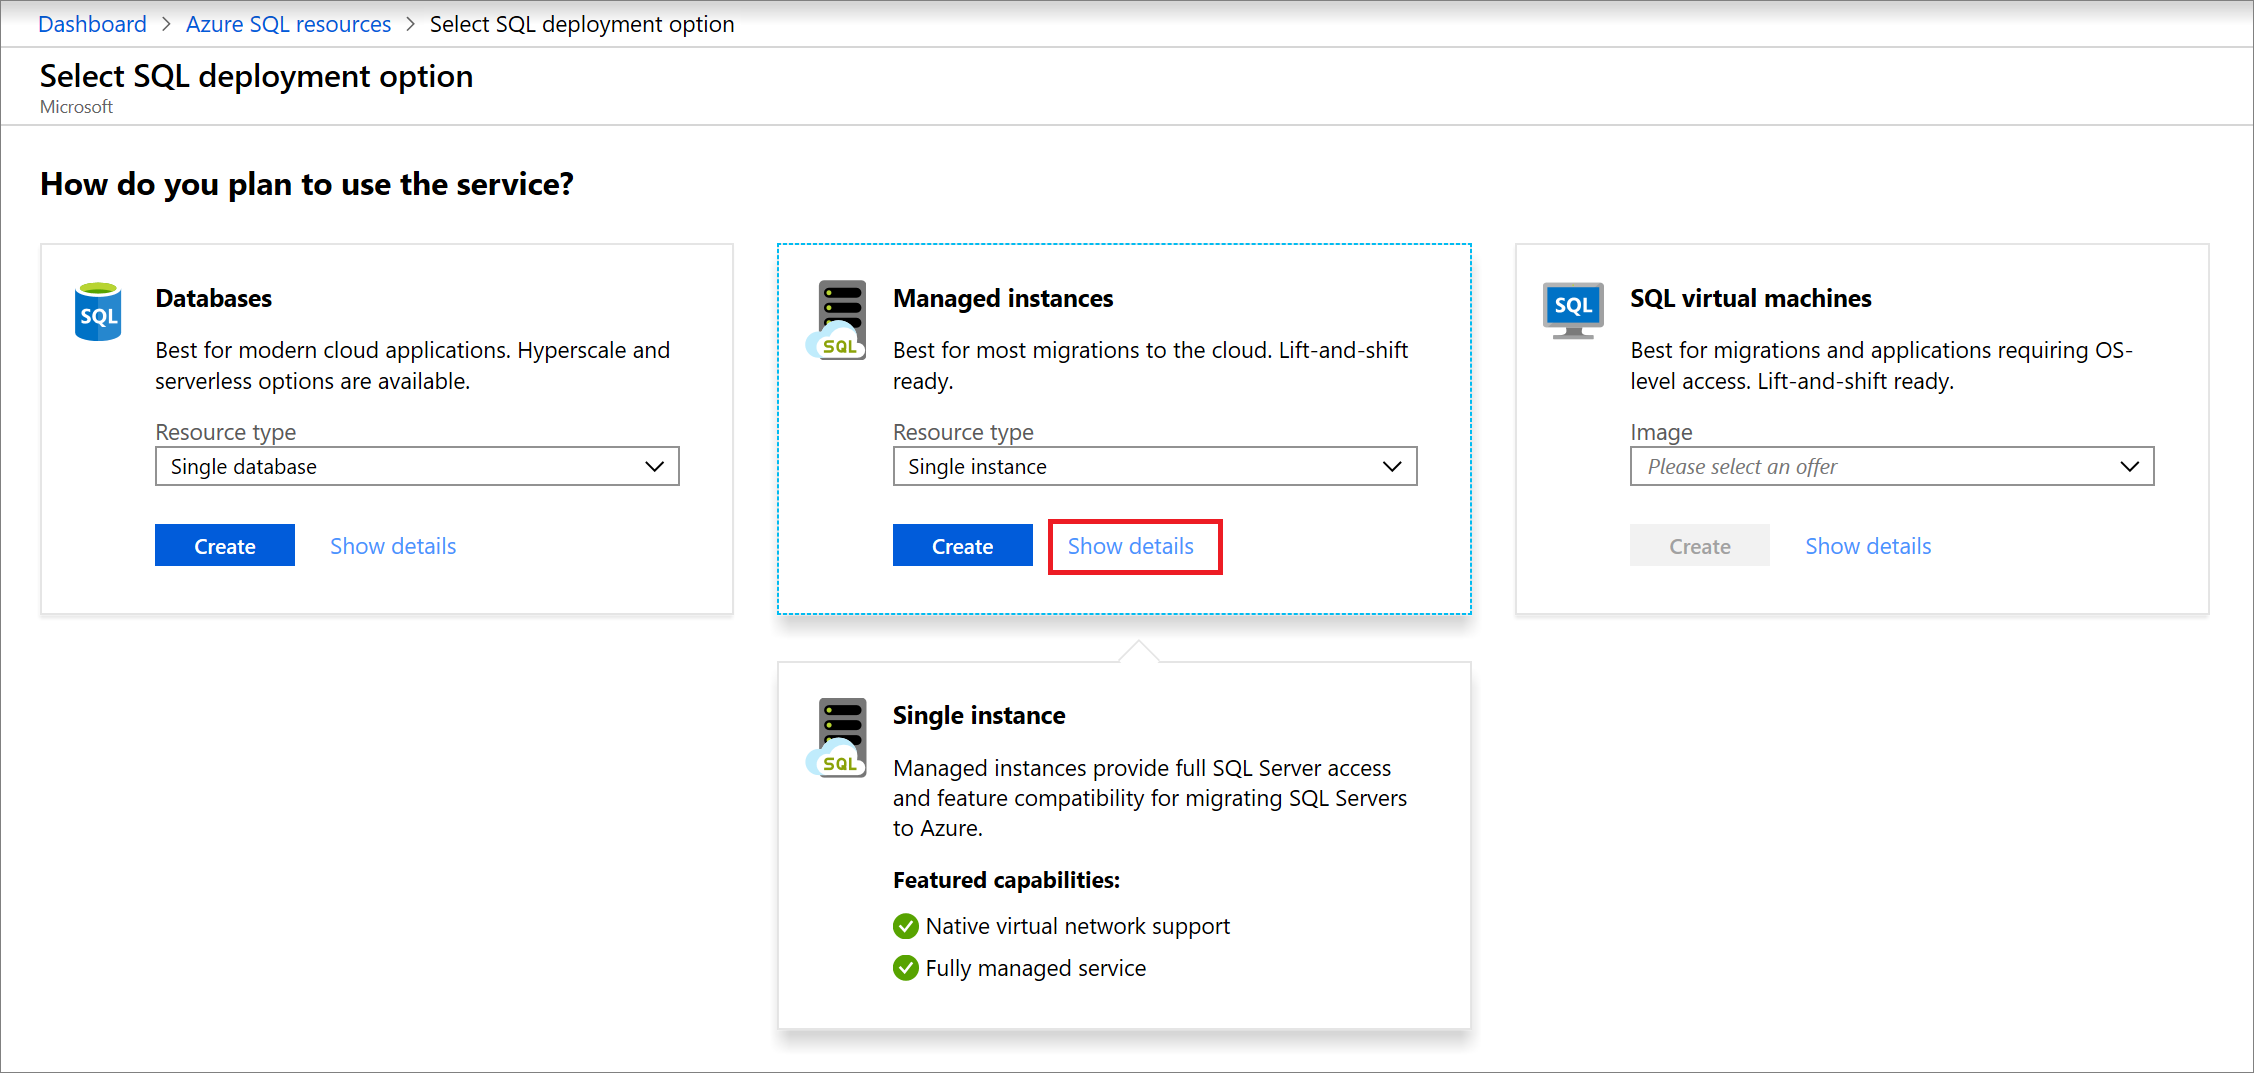 Dashboard > Azure SQL resources > Select SQL deployment option
Select SQL deployment option
Microsoft
How do you plan to use the service?
SQL
Databases
Best for modern cloud applications. Hyperscale and
serverless options are available.
Resource type
Single database
Create
Show details
SQL
Managed instances
Best for most migrations to the cloud. Lift-and-shift
ready.
Resource type
Single instance
Create
Show details
SQL
SQL virtual machines
Best for migrations and applications requiring OS-
level access. Lift-and-shift ready.
Image
Please select an offer
Create
Show details
SQL
Single instance
Managed instances provide full SQL Server access
and feature compatibility for migrating SQL Servers
to Azure.
Featured capabilities:
Native virtual network support
Fully managed service